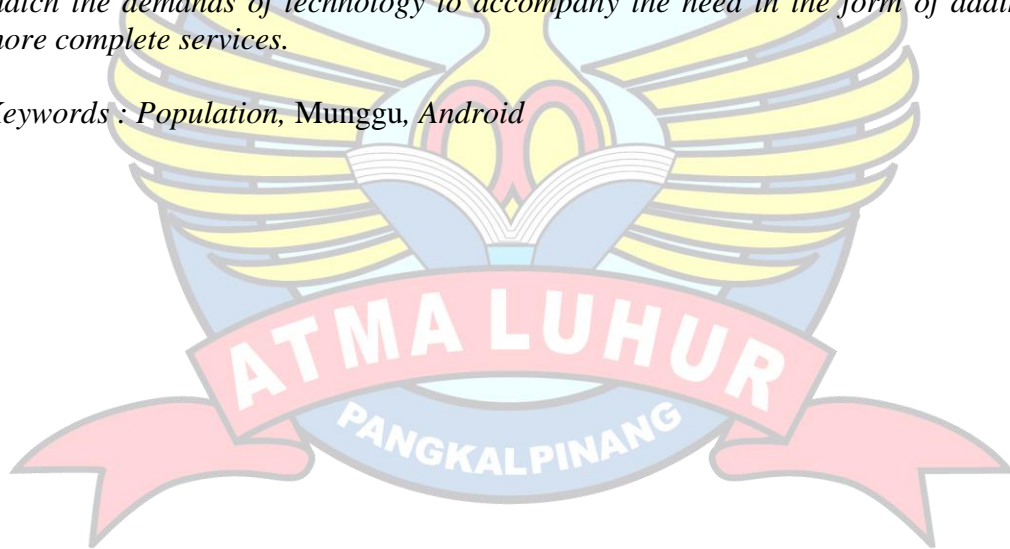 match the demands of technology to accompany the need in the form of
more complete services.
Keywords : Population, Munggu, Android
ATMA LUHUR
PANGKALPINANG